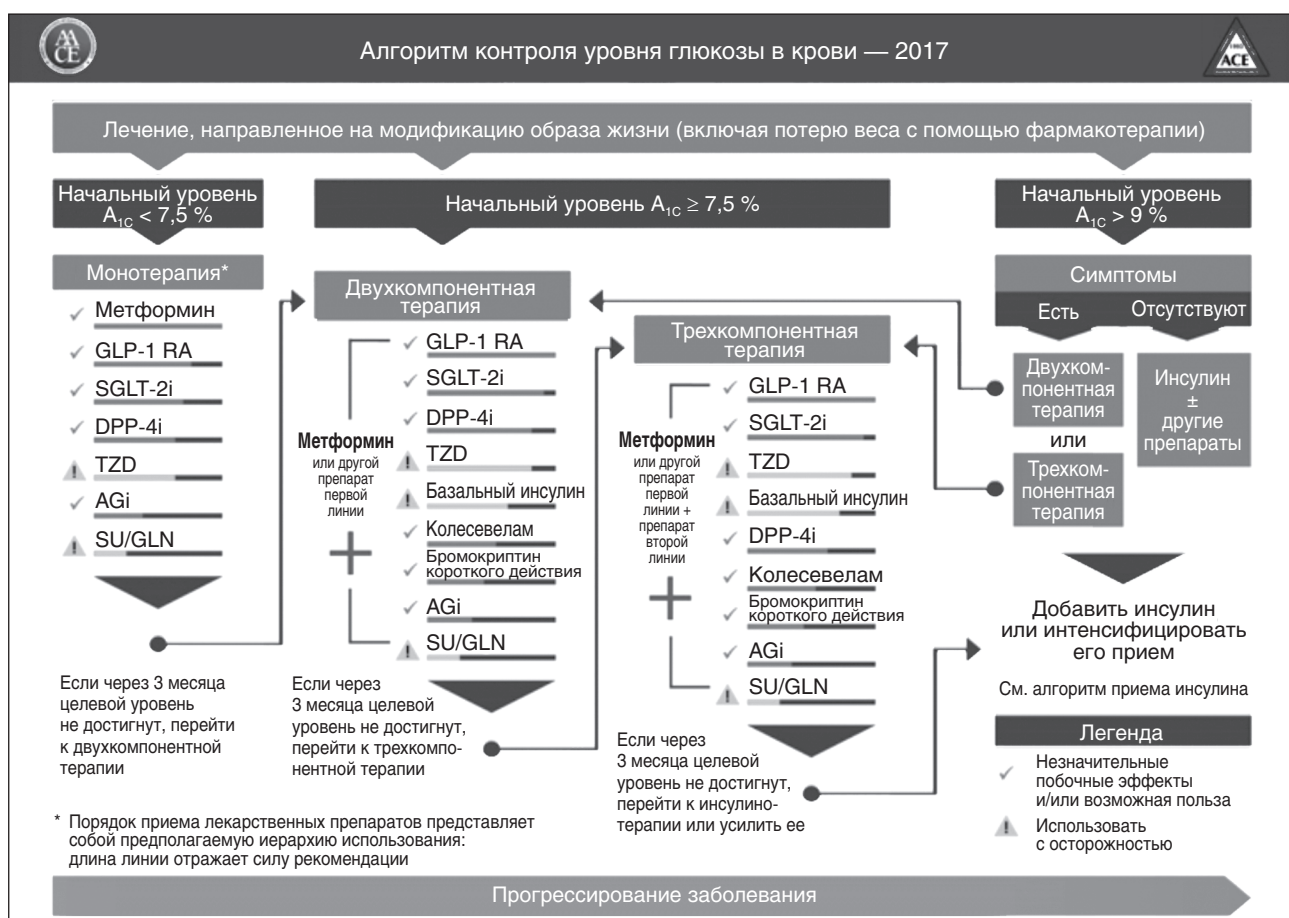 AACE
Алгоритм контроля уровня глюкозы в крови — 2017
ACE
Лечение, направленное на модификацию образа жизни (включая потерю веса с помощью фармакотерапии)
Начальный уровень
A1C < 7,5 %
Монотерапия*
Метформин
GLP-1 RA
SGLT-2i
DPP-4i
TZD
AGi
SU/GLN
Если через 3 месяца
целевой уровень
не достигнут, перейти
к двухкомпонентной
терапии
Начальный уровень A1C ≥ 7,5 %
Двухкомпонентная
терапия
Метформин
или другой
препарат
первой
линии
+
GLP-1 RA
SGLT-2i
DPP-4i
TZD
Базальный инсулин
Колесевелам
Бромокриптин
короткого действия
AGi
SU/GLN
Если через
3 месяца целевой
уровень не достигнут,
перейти к трехкомпо-
нентной терапии
Трехкомпонентная
терапия
Метформин
или другой
препарат
первой
линии +
препарат
второй
линии
+
GLP-1 RA
SGLT-2i
TZD
Базальный инсулин
DPP-4i
Колесевелам
Бромокриптин
короткого действия
AGi
SU/GLN
Если через
3 месяца целевой
уровень не достигнут,
перейти к инсулино-
терапии или усилить ее
Начальный уровень
A1C > 9 %
Симптомы
Есть
Отсутствуют
Двухком-
понентная
терапия
или
Трехком-
понентная
терапия
Инсулин
±
другие
препараты
Добавить инсулин
или интенсифицировать
его прием
См. алгоритм приема инсулина
Легенда
Незначительные
побочные эффекты
и/или возможная польза
Использовать
с осторожностью
* Порядок приема лекарственных препаратов представляет
собой предполагаемую иерархию использования:
длина линии отражает силу рекомендации
Прогрессирование заболевания